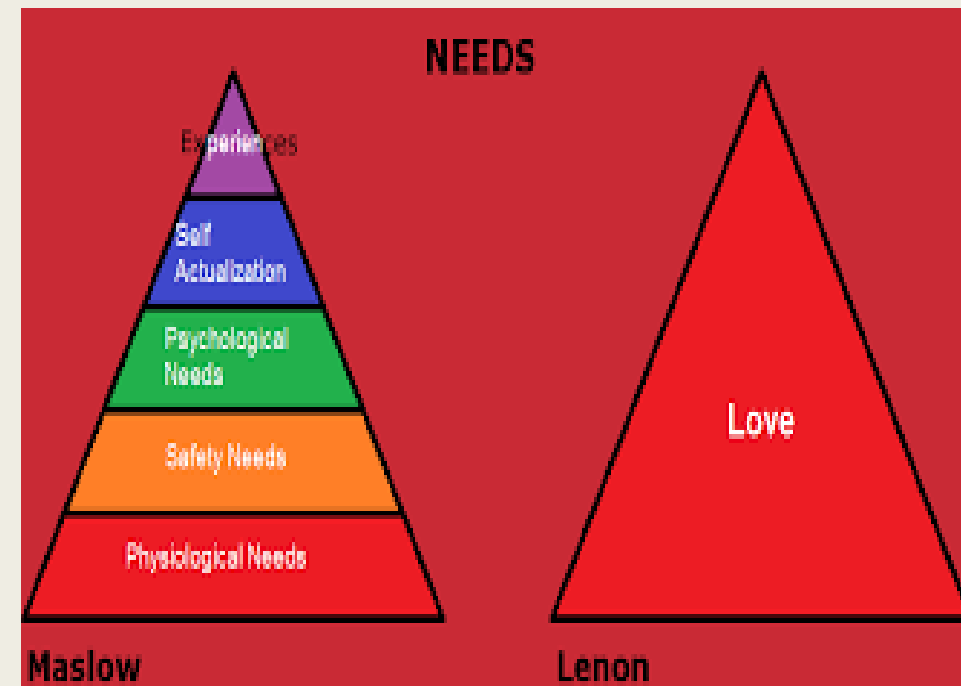 NEEDS
Experiences
Self
Actualization
Psychological
Needs
Safety Needs
Physiological Needs
Love
Maslow
Lenon